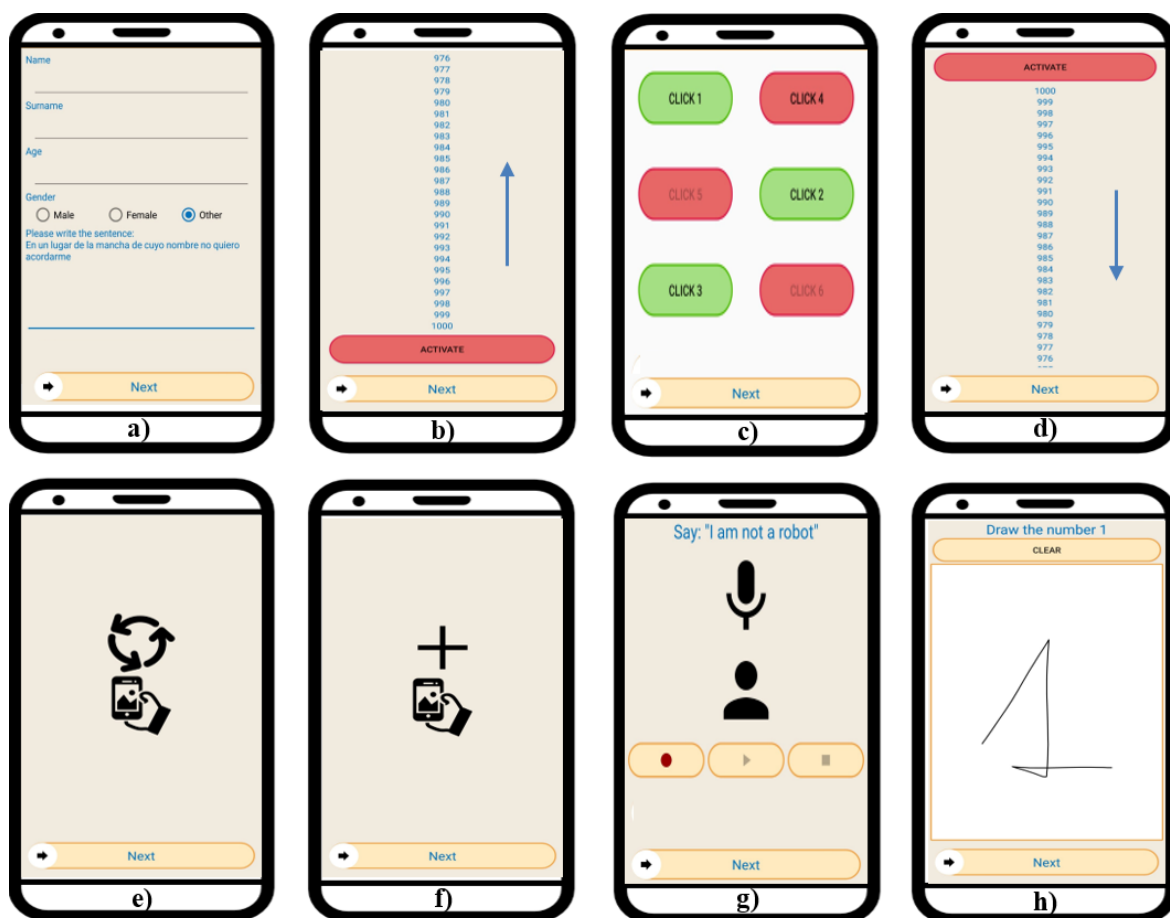 Name
Surname
Age
Gender
Male Female Other
Please write the sentence:
En un lugar de la mancha de cuyo nombre no quiero
acordarme
Next
a)
976
977
978
979
980
981
982
983
984
985
986
987
988
989
990
991
992
993
994
995
996
997
998
999
1000
ACTIVATE
Next
b)
CLICK 1 CLICK 4
CLICK 5 CLICK 2
CLICK 3 CLICK 6
Next
c)
ACTIVATE
1000
999
998
997
996
995
994
993
992
991
990
989
988
987
986
985
984
983
982
981
980
979
978
977
976
Next
d)
Next
e)
Next
f)
Say: "I am not a robot"
Next
g)
Draw the number 1
CLEAR
1
Next
h)